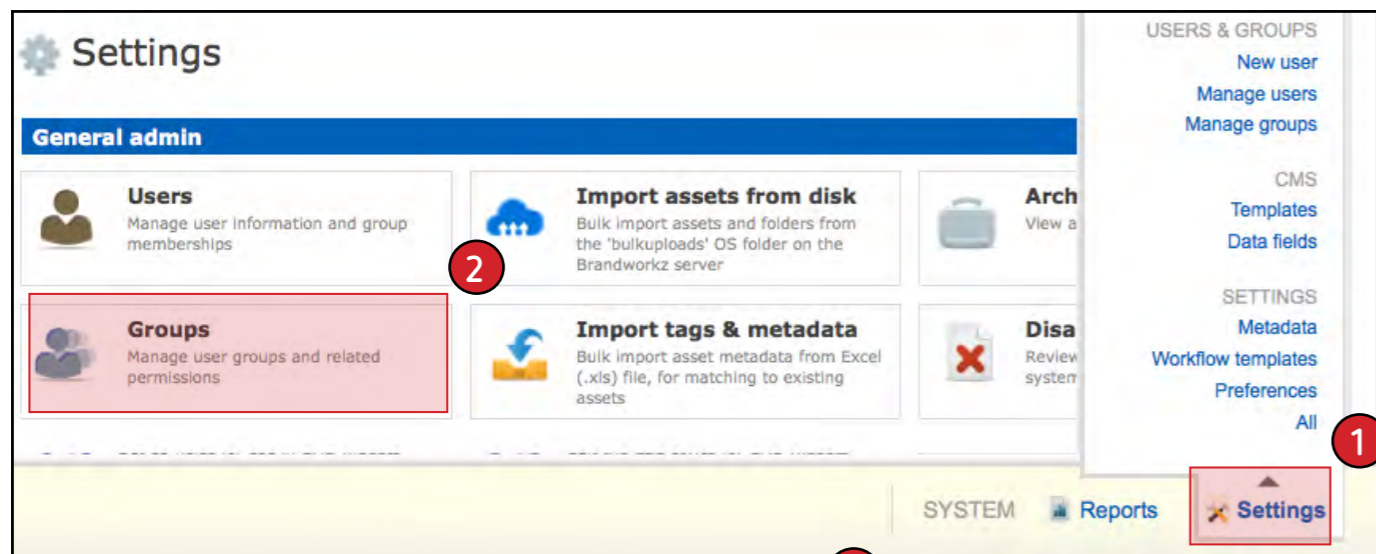 Settings
General admin
Users
Manage user information and group
memberships
Import assets from disk
Bulk import assets and folders from
the 'bulkuploads' OS folder on the
Brandworkz server
Arch
View a
2
Groups
Manage user groups and related
permissions
Import tags & metadata
Bulk import asset metadata from Excel
(.xls) file, for matching to existing
assets
Disa
Review
system
USERS & GROUPS
New user
Manage users
Manage groups
CMS
Templates
Data fields
SETTINGS
Metadata
Workflow templates
Preferences
All
1
SYSTEM
Reports
Settings